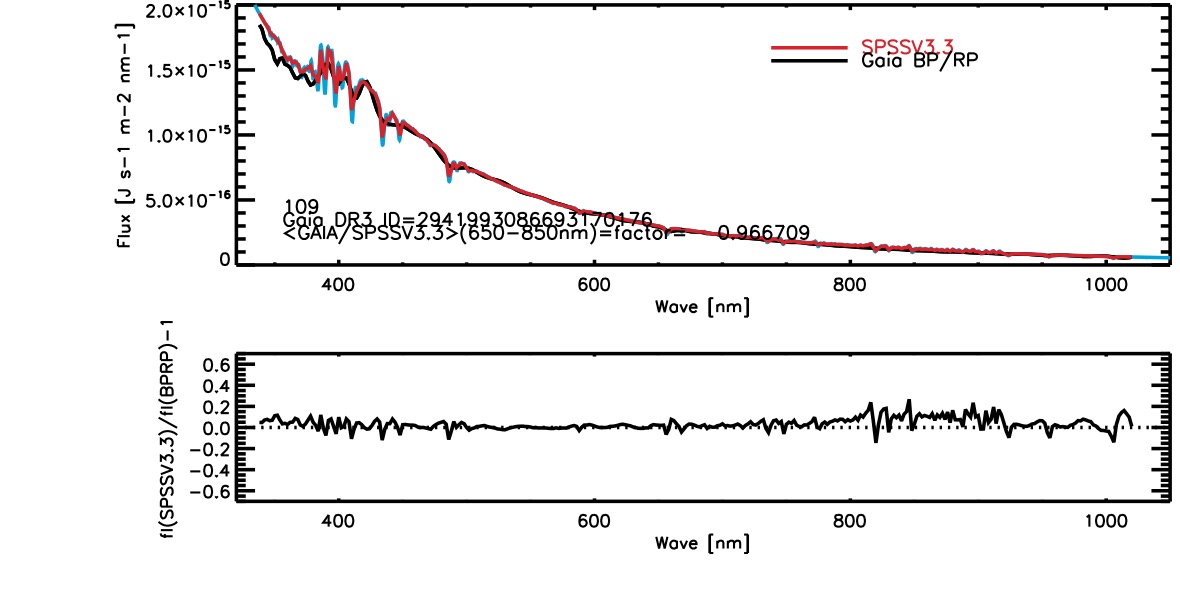 2.0×10−15
1.5×10−15
1.0×10−15
5.0×10−16
0
Flux [J s−1 m−2 nm−1]
SPSSV3.3
Gaia BP/RP
109
Gaia DR3 ID=2941993086693170176
<GAIA/SPSSV3.3>(650−850nm)=factor= 0.966709
400 600 800 1000
Wave [nm]
fl(SPSSV3.3)/fl(BPRP)−1
0.6
0.4
0.2
0.0
−0.2
−0.4
−0.6
400 600 800 1000
Wave [nm]